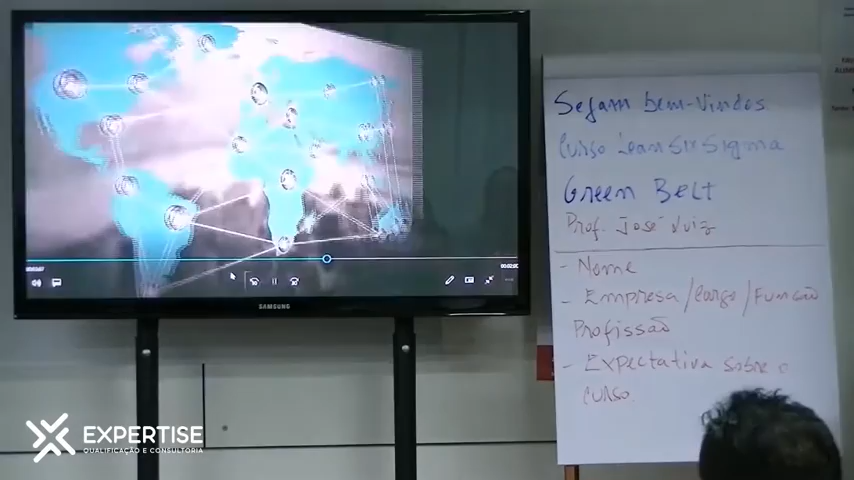 Sejam bem-vindos
Curso Lean Six Sigma
Green Belt
Prof. José Luiz
- Nome
- Empresa/Cargo/Função
Profissão
- Expectativa sobre o
curso.
SAMSUNG
EXPERTISE
QUALIFICAÇÃO E CONSULTORIA